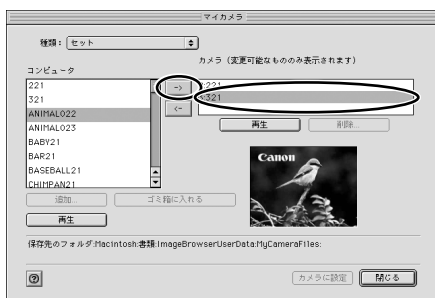 マイカメラ
種類： セット
カメラ（変更可能なもののみ表示されます）
コンピュータ
221
321
ANIMAL022
ANIMAL023
BABY21
BAR21
BASEBALL21
CHIMPAN21
->
<-
321
再生
削除...
Canon
追加...
ゴミ箱に入れる
再生
保存先のフォルダ:Macintosh:書類:ImageBrowserUserData:MyCameraFiles:
?
カメラに設定
閉じる